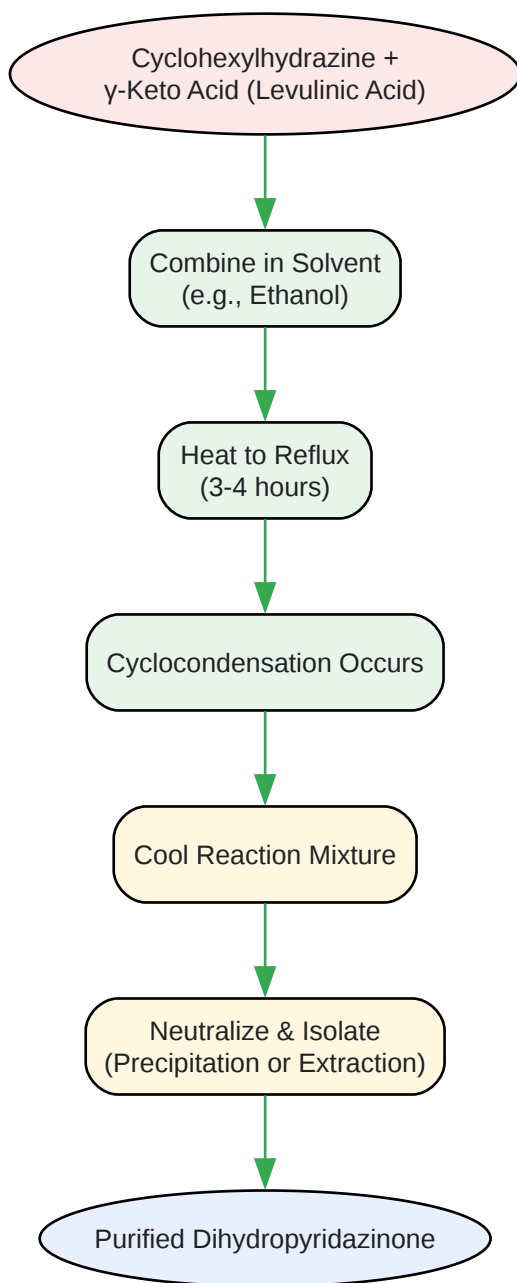 Cyclohexylhydrazine +
γ-Keto Acid (Levulinic Acid)
Combine in Solvent
(e.g., Ethanol)
Heat to Reflux
(3-4 hours)
Cyclocondensation Occurs
Cool Reaction Mixture
Neutralize & Isolate
(Precipitation or Extraction)
Purified Dihydropyridazinone